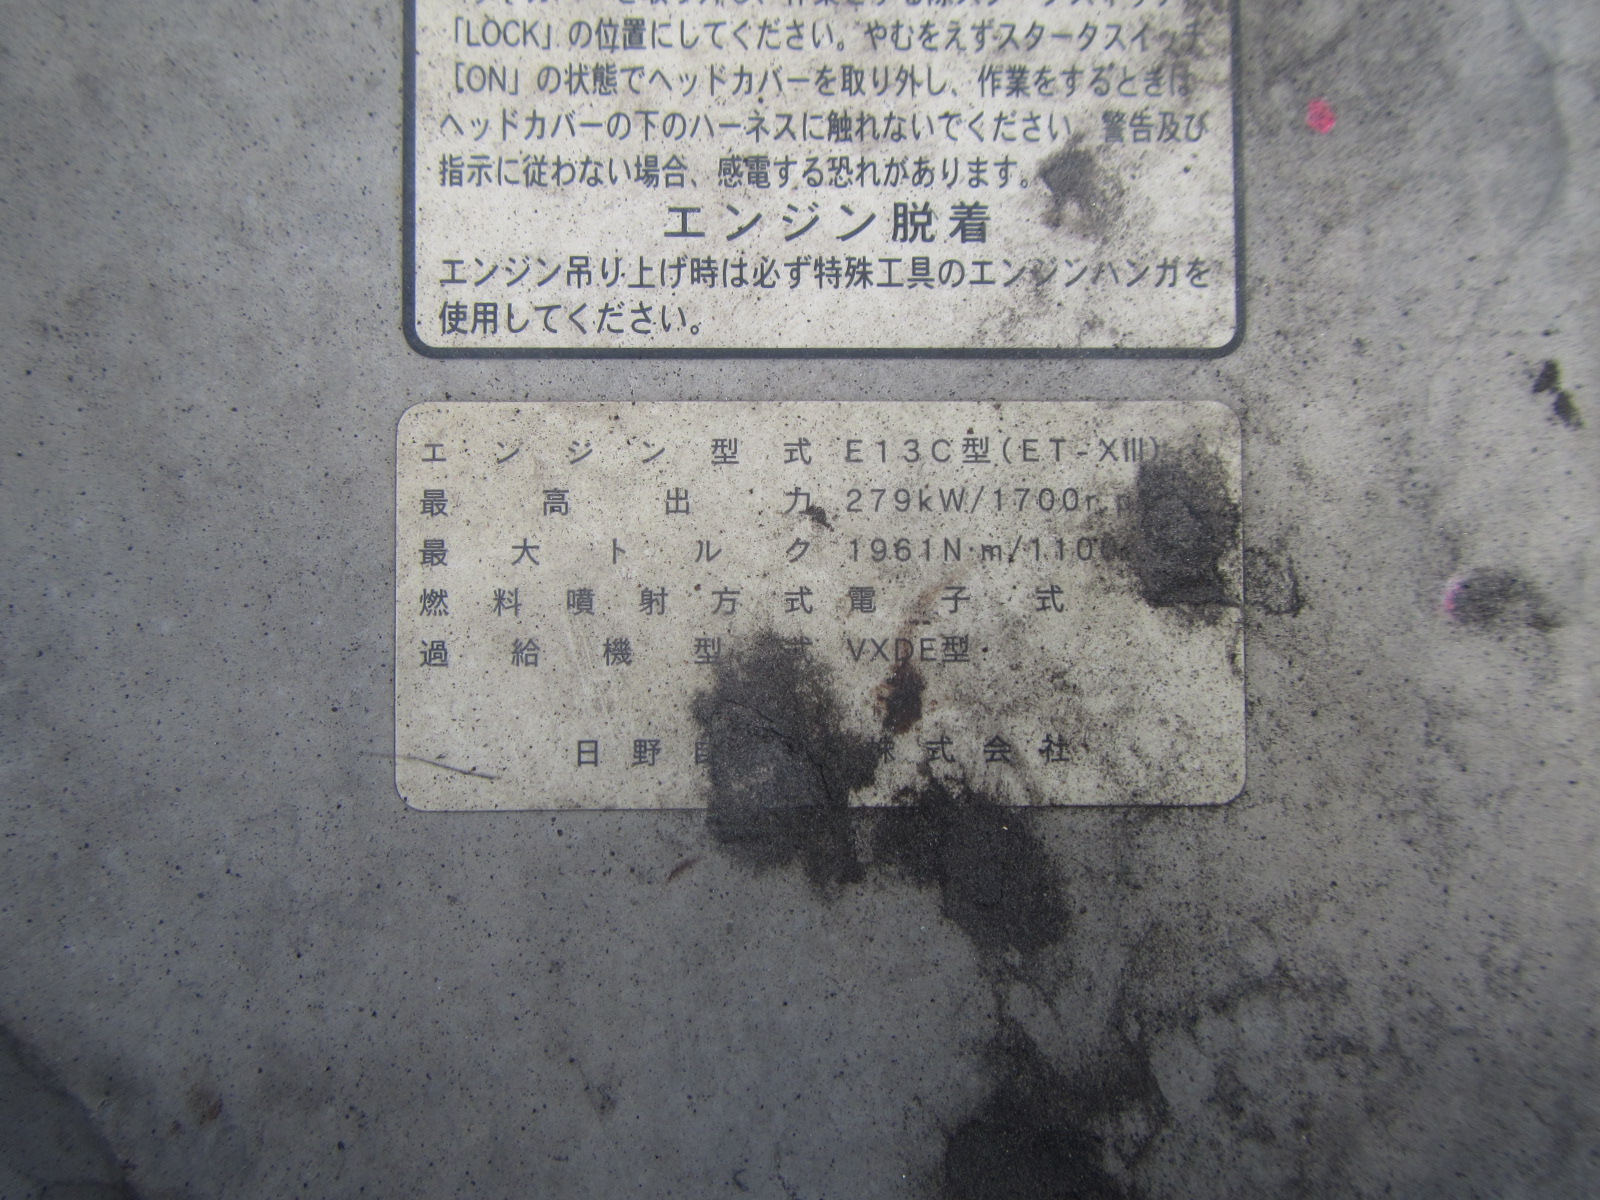 「LOCK」の位置にしてください。やむをえずスタータスイッチ
「ON」の状態でヘッドカバーを取り外し、作業をするときは
ヘッドカバーの下のハーネスに触れないでください。警告及び
指示に従わない場合、感電する恐れがあります。
エンジン脱着
エンジン吊り上げ時は必ず特殊工具のエンジンハンガを
使用してください。
エンジン型式 E13C型(ET-XⅢ)
最高出力 279kW/1700r.p
最大トルク 1961N·m/1100r
燃料噴射方式 電子式
過給機型式 VXDE型
日野自 株式会社